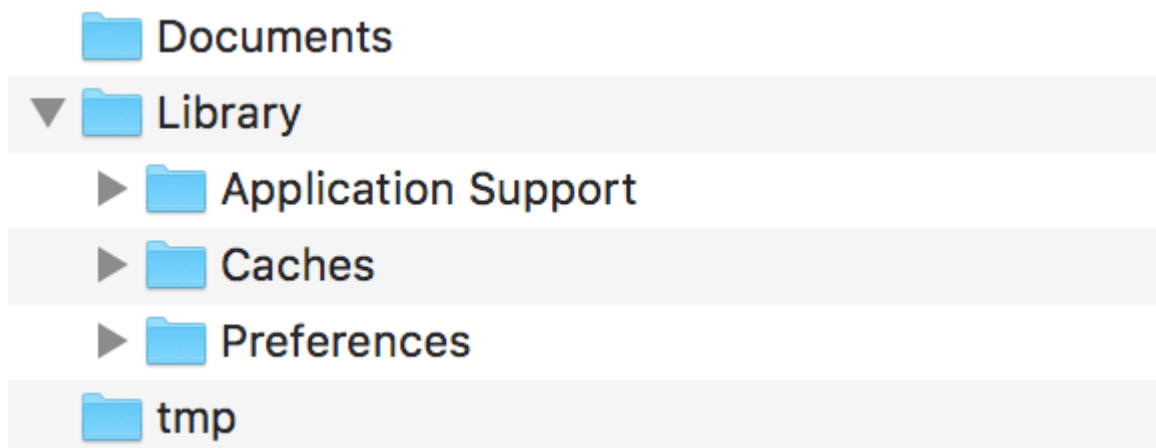 Documents
Library
Application Support
Caches
Preferences
tmp